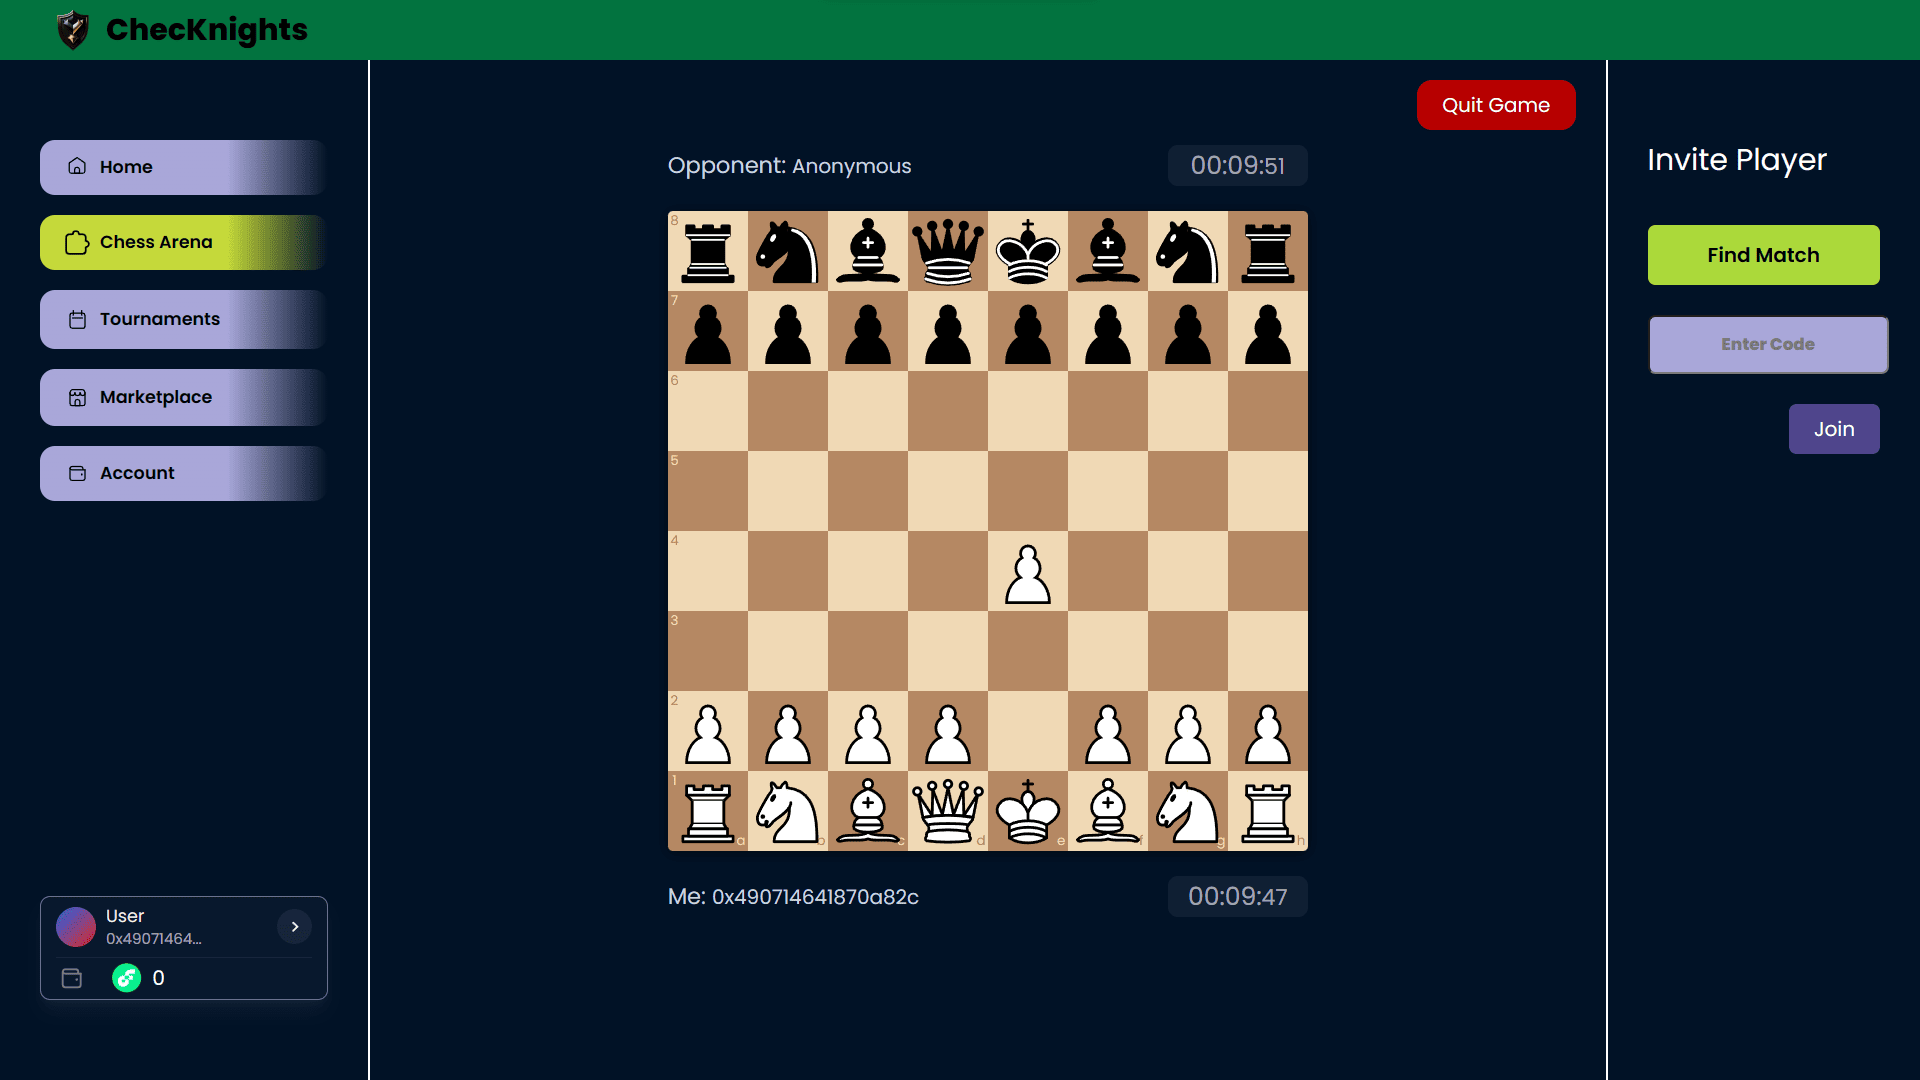 ChecKnights
Home
Chess Arena
Tournaments
Marketplace
Account
User
0x49071464...
0
Quit Game
Opponent: Anonymous
00:09:51
8
7
6
5
4
3
2
1
a
b
c
d
e
f
g
h
Me: 0x490714641870a82c
00:09:47
Invite Player
Find Match
Enter Code
Join